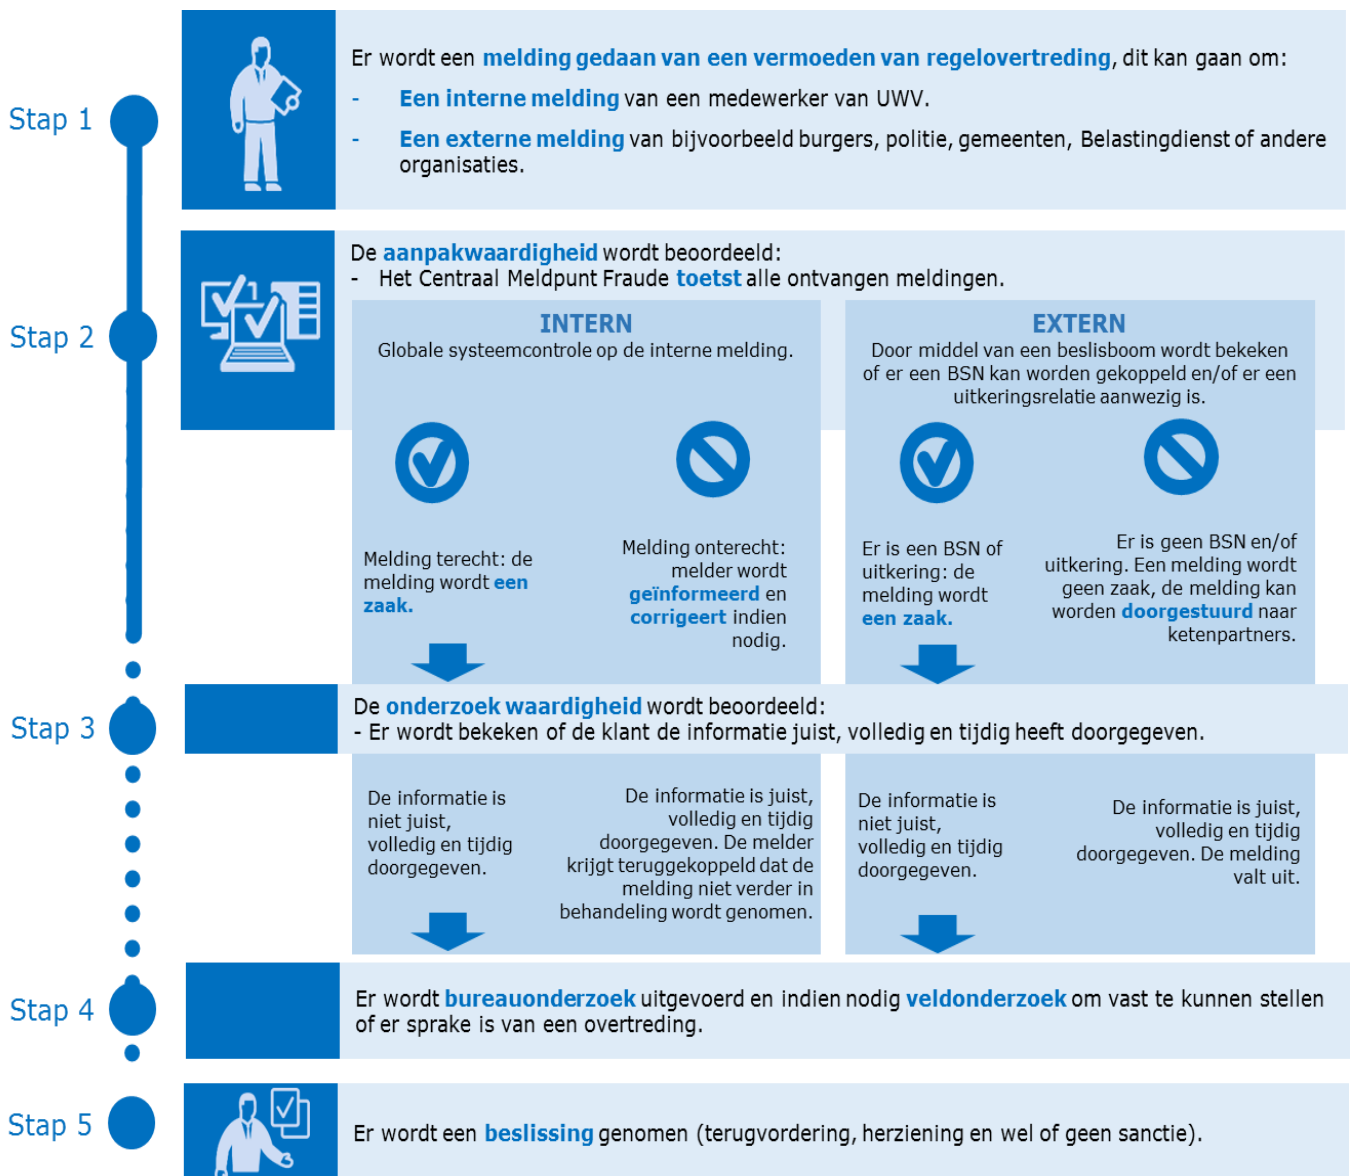 Stap 1
Er wordt een melding gedaan van een vermoeden van regelovertreding, dit kan gaan om:
- Een interne melding van een medewerker van UWV.
- Een externe melding van bijvoorbeeld burgers, politie, gemeenten, Belastingdienst of andere
organisaties.
Stap 2
De aanpakwaardigheid wordt beoordeeld:
- Het Centraal Meldpunt Fraude toetst alle ontvangen meldingen.
INTERN
Globale systeemcontrole op de interne melding.
Melding terecht: de
melding wordt een
zaak.
Melding onterecht:
melder wordt
geïnformeerd en
corrigeert indien
nodig.
EXTERN
Door middel van een beslisboom wordt bekeken
of er een BSN kan worden gekoppeld en/of er een
uitkeringsrelatie aanwezig is.
Er is een BSN of
uitkering: de
melding wordt
een zaak.
Er is geen BSN en/of
uitkering. Een melding wordt
geen zaak, de melding kan
worden doorgestuurd naar
ketenpartners.
Stap 3
De onderzoek waardigheid wordt beoordeeld:
- Er wordt bekeken of de klant de informatie juist, volledig en tijdig heeft doorgegeven.
De informatie is
niet juist,
volledig en tijdig
doorgegeven.
De informatie is juist,
volledig en tijdig
doorgegeven. De melder
krijgt teruggekoppeld dat de
melding niet verder in
behandeling wordt genomen.
De informatie is
niet juist,
volledig en tijdig
doorgegeven.
De informatie is juist,
volledig en tijdig
doorgegeven. De melding
valt uit.
Stap 4
Er wordt bureauonderzoek uitgevoerd en indien nodig veldonderzoek om vast te kunnen stellen
of er sprake is van een overtreding.
Stap 5
Er wordt een beslissing genomen (terugvordering, herziening en wel of geen sanctie).